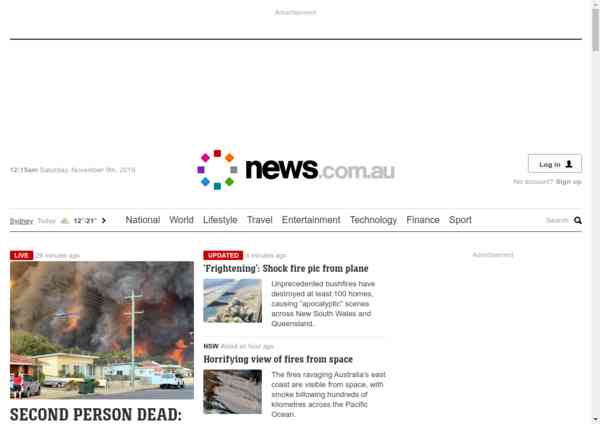 Advertisement
12:15am Saturday, November 9th, 2019
news.com.au
Log in
No account? Sign up
Sydney Today 12°-21° >
National World Lifestyle Travel Entertainment Technology Finance Sport
Search
LIVE 28 minutes ago
SECOND PERSON DEAD:
UPDATED 6 minutes ago
'Frightening': Shock fire pic from plane
Unprecedented bushfires have
destroyed at least 100 homes,
causing "apocalyptic" scenes
across New South Wales and
Queensland.
NSW About an hour ago
Horrifying view of fires from space
The fires ravaging Australia's east
coast are visible from space, with
smoke billowing hundreds of
kilometres across the Pacific
Ocean.
Advertisement